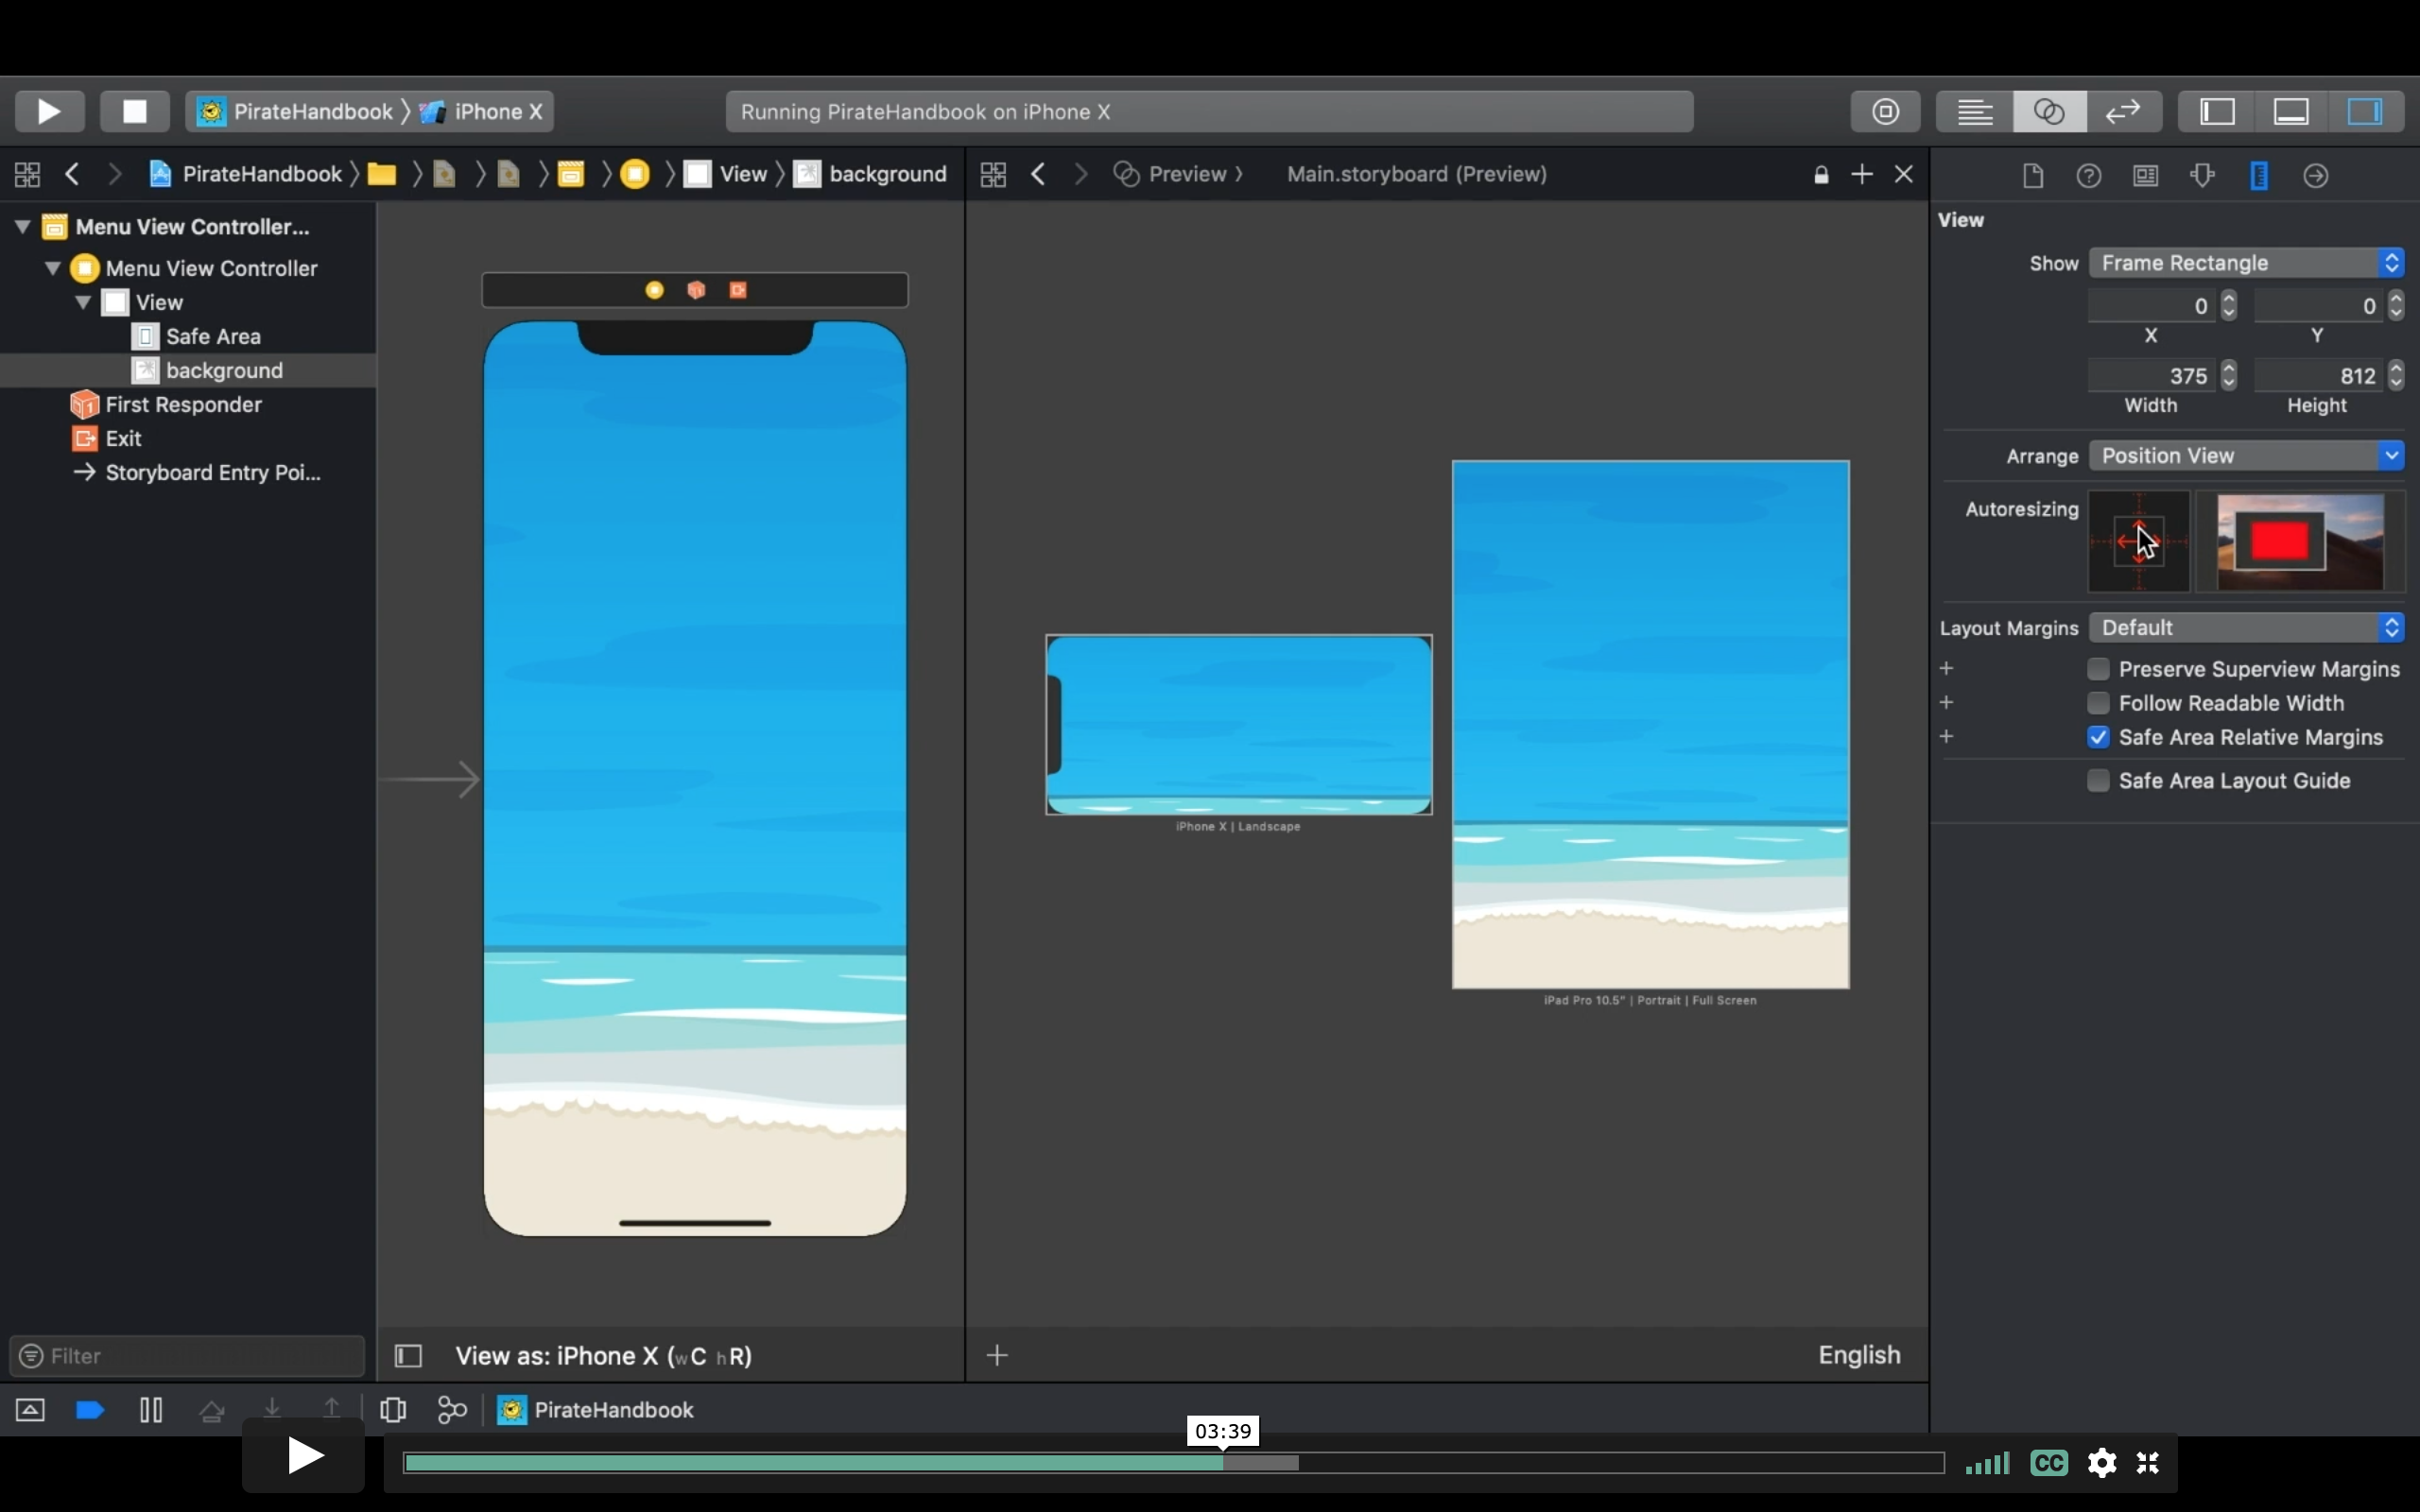 PirateHandbook 〉 iPhone X
Running PirateHandbook on iPhone X
PirateHandbook 〉 〉 〉 〉 〉 〉 View 〉 background
Preview 〉 Main.storyboard (Preview)
Menu View Controller...
Menu View Controller
View
Safe Area
background
First Responder
Exit
Storyboard Entry Poi...
Filter
View as: iPhone X (wC hR)
iPhone X | Landscape
iPad Pro 10.5" | Portrait | Full Screen
English
View
Show Frame Rectangle
0 0
X Y
375 812
Width Height
Arrange Position View
Autoresizing
Layout Margins Default
Preserve Superview Margins
Follow Readable Width
Safe Area Relative Margins
Safe Area Layout Guide
PirateHandbook
03:39
CC